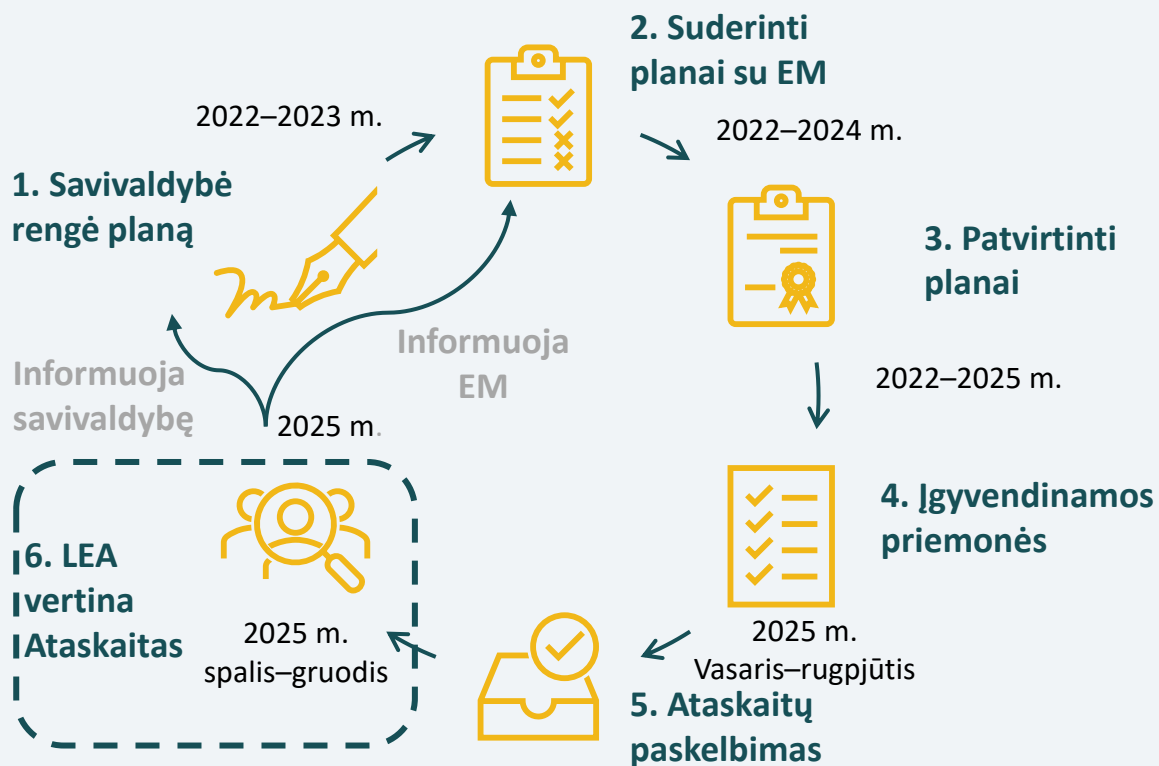 2. Suderinti
planai su EM
2022–2023 m.
2022–2024 m.
1. Savivaldybė
rengė planą
3. Patvirtinti
planai
Informuoja
EM
Informuoja
savivaldybę
2022–2025 m.
2025 m.
4. Įgyvendinamos
priemonės
6. LEA
vertina
Ataskaitas
2025 m.
spalis–gruodis
2025 m.
Vasaris–rugpjūtis
5. Ataskaitų
paskelbimas